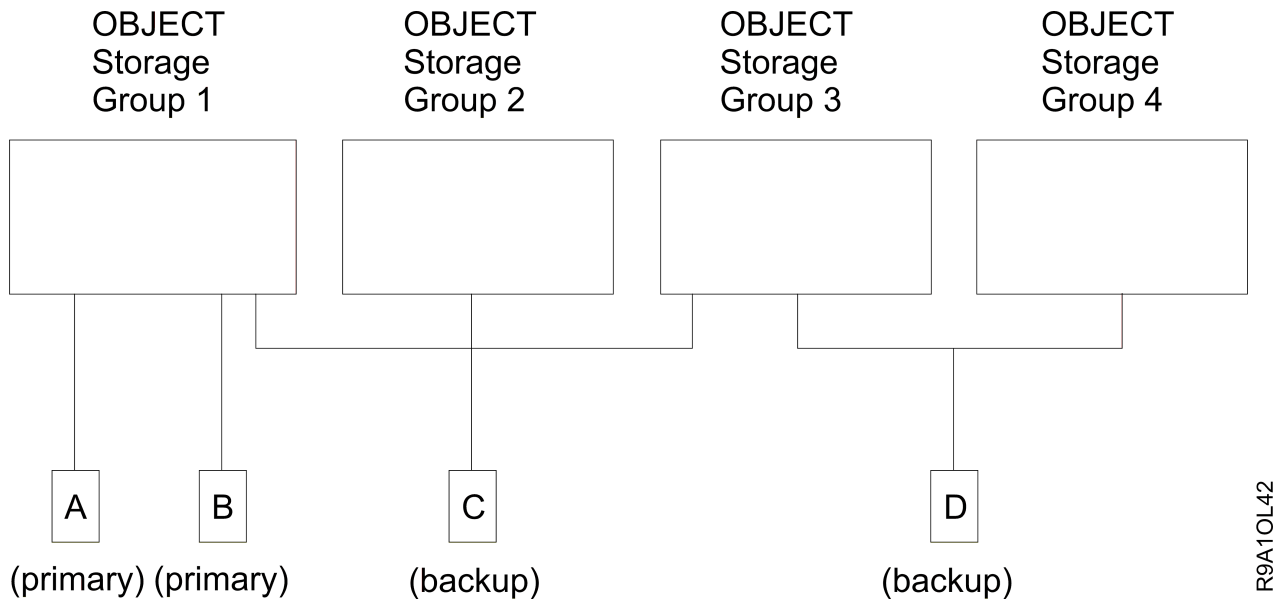 OBJECT
Storage
Group 1
OBJECT
Storage
Group 2
OBJECT
Storage
Group 3
OBJECT
Storage
Group 4
A
B
C
D
(primary) (primary)
(backup)
(backup)
R9A1OL42